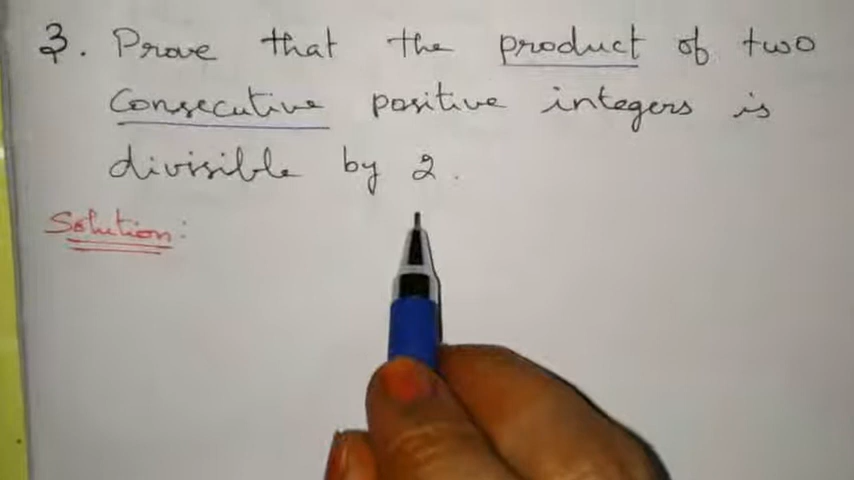 3. Prove that the product of two
Consecutive positive integers is
divisible by 2.
Solution: